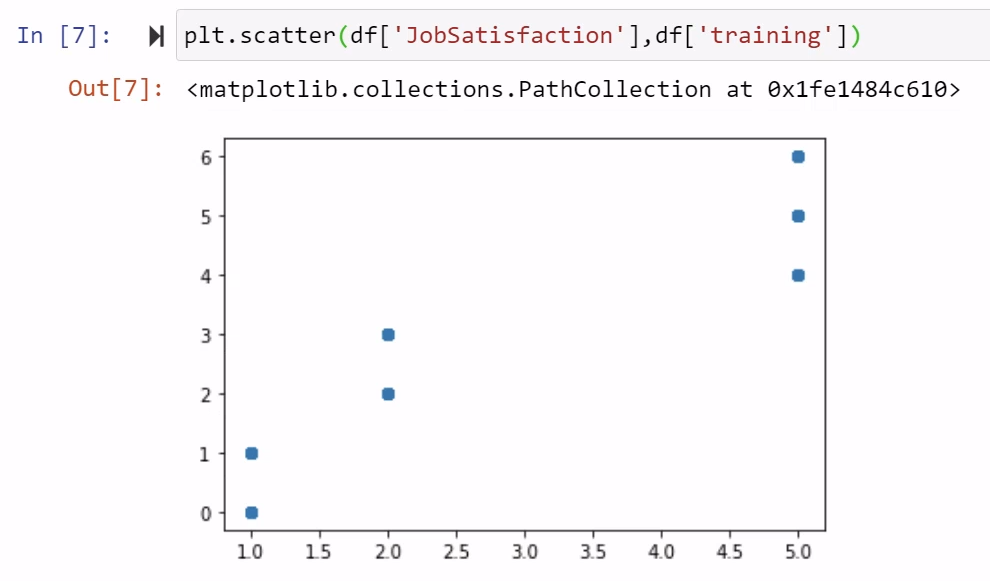 In [7]: plt.scatter(df['JobSatisfaction'],df['training'])
Out[7]: <matplotlib.collections.PathCollection at 0x1fe1484c610>
6
5
4
3
2
1
0
1.0 1.5 2.0 2.5 3.0 3.5 4.0 4.5 5.0